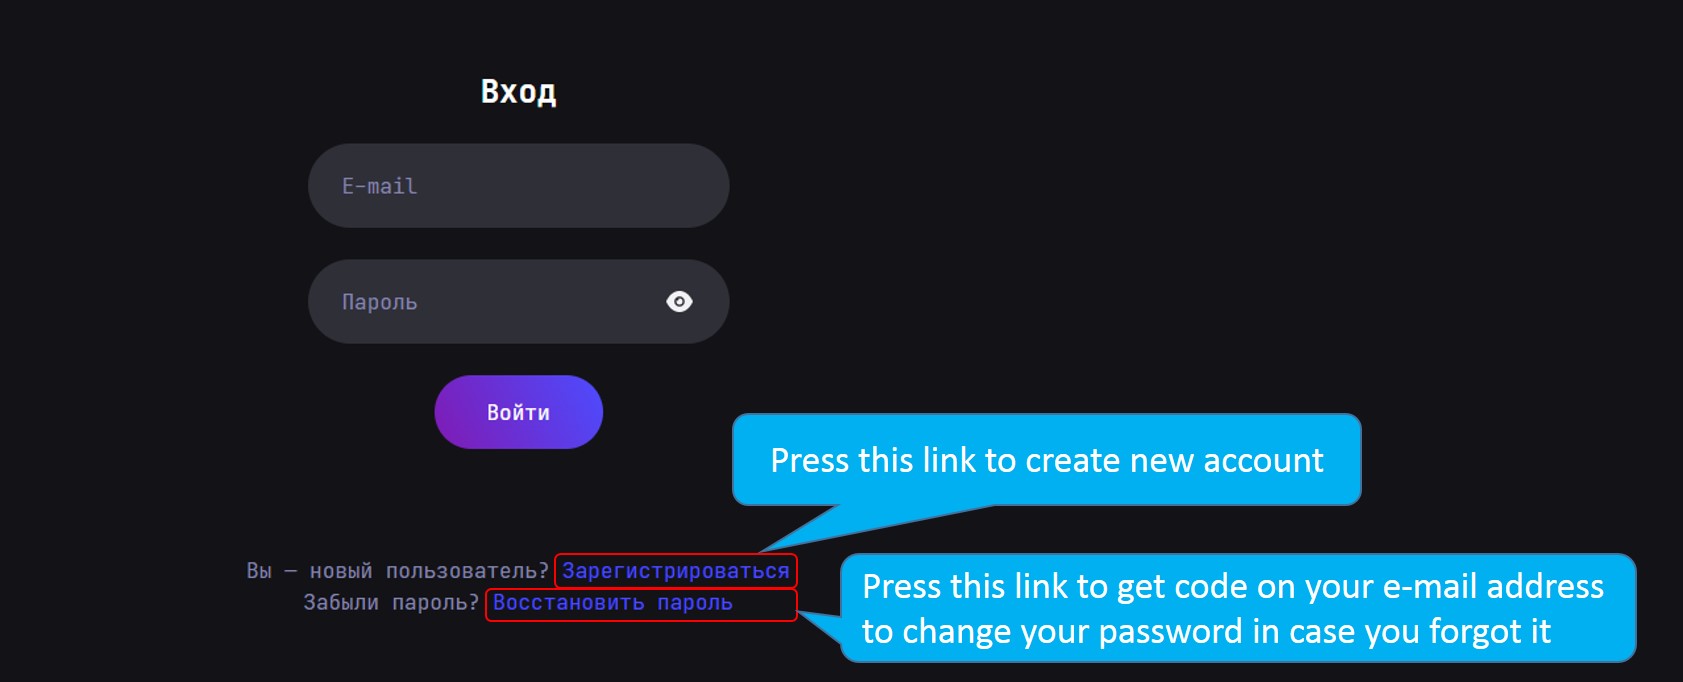 Вход
E-mail
Пароль
Войти
Press this link to create new account
Вы — новый пользователь? Зарегистрироваться
Забыли пароль? Восстановить пароль
Press this link to get code on your e-mail address
to change your password in case you forgot it